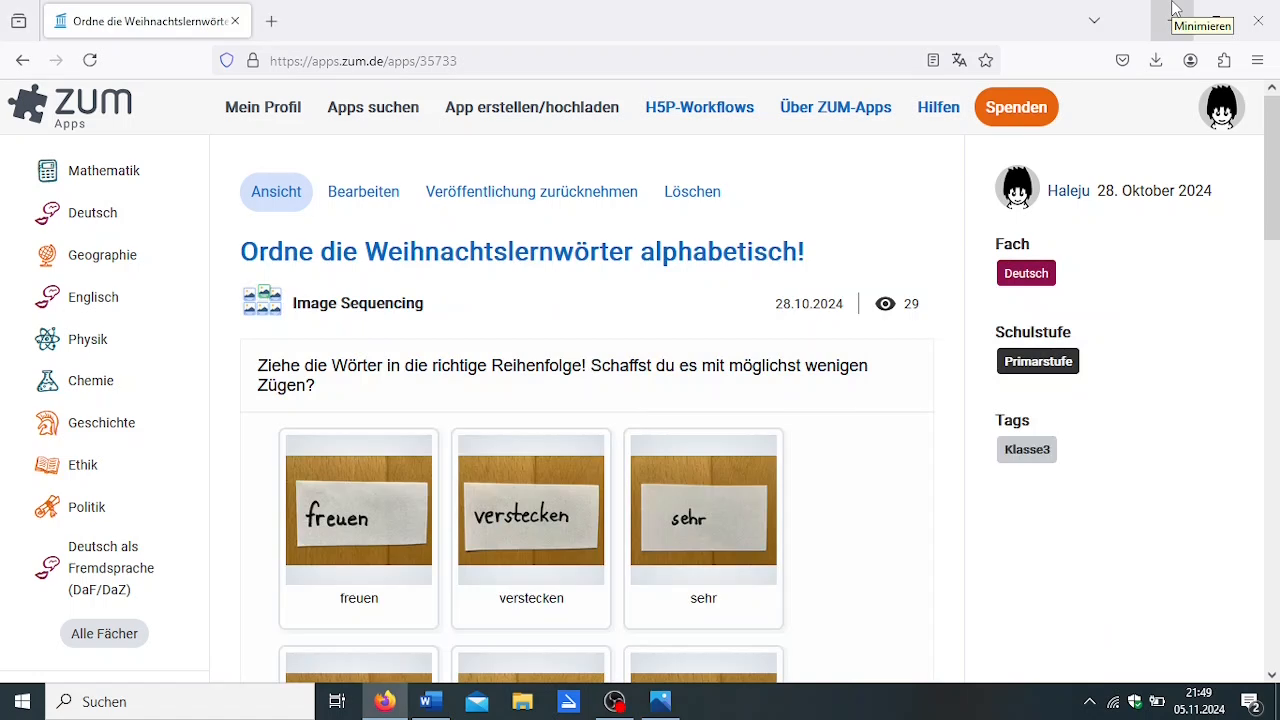 Ordne die Weihnachtslernwörte
Minimieren
https://apps.zum.de/apps/35733
ZUM
Apps
Mein Profil
Apps suchen
App erstellen/hochladen
H5P-Workflows
Über ZUM-Apps
Hilfen
Spenden
Mathematik
Deutsch
Geographie
Englisch
Physik
Chemie
Geschichte
Ethik
Politik
Deutsch als
Fremdsprache
(DaF/DaZ)
Alle Fächer
Ansicht
Bearbeiten
Veröffentlichung zurücknehmen
Löschen
Ordne die Weihnachtslernwörter alphabetisch!
Image Sequencing
28.10.2024
29
Ziehe die Wörter in die richtige Reihenfolge! Schaffst du es mit möglichst wenigen
Zügen?
freuen
verstecken
sehr
freuen
verstecken
sehr
Haleju 28. Oktober 2024
Fach
Deutsch
Schulstufe
Primarstufe
Tags
Klasse3
Suchen
21:49
05.11.2024
2